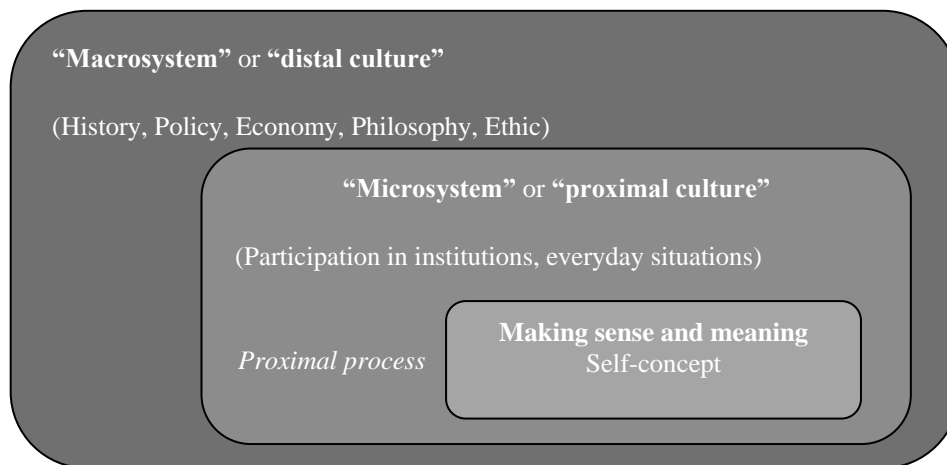 “Macrosystem” or “distal culture”
(History, Policy, Economy, Philosophy, Ethic)
“Microsystem” or “proximal culture”
(Participation in institutions, everyday situations)
Making sense and meaning
Proximal process
Self-concept